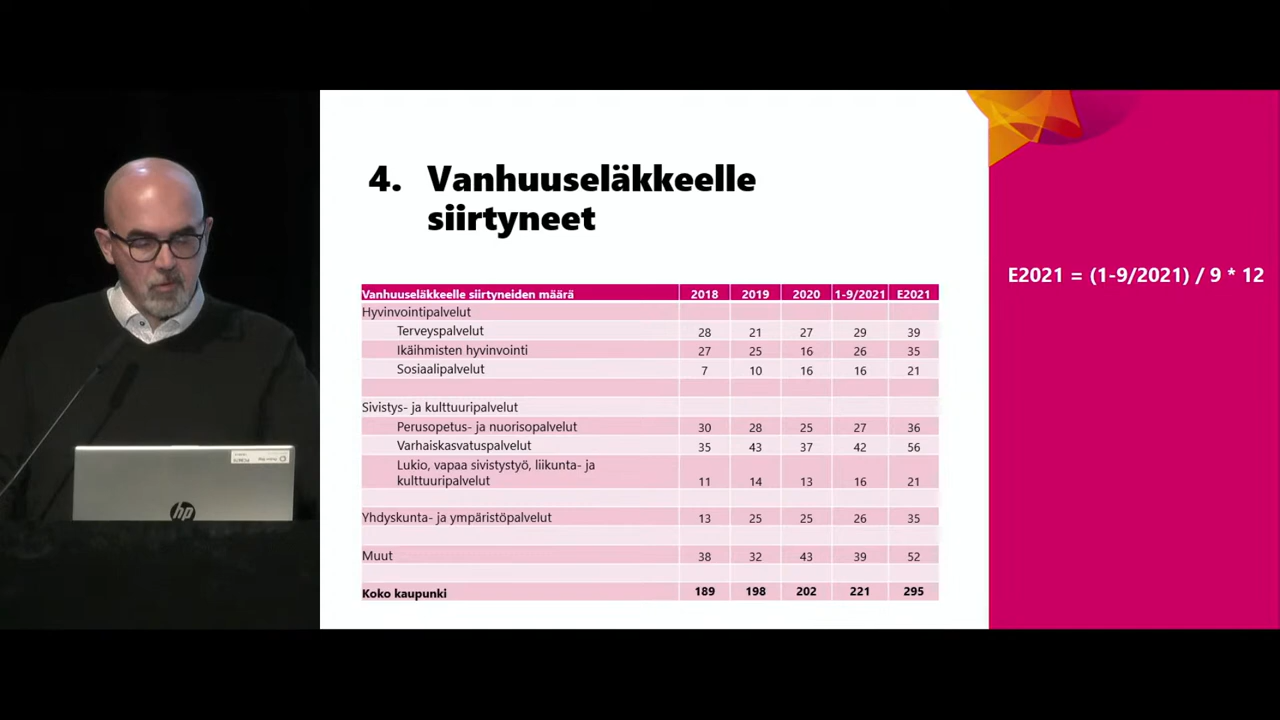 4. Vanhuuseläkkeelle
siirtyneet
E2021 = (1-9/2021) / 9 * 12
Vanhuuseläkkeelle siirtyneiden määrä 2018 2019 2020 1-9/2021 E2021
Hyvinvointipalvelut
Terveyspalvelut 28 21 27 29 39
Ikäihmisten hyvinvointi 27 25 16 26 35
Sosiaalipalvelut 7 10 16 16 21
Sivistys- ja kulttuuripalvelut
Perusopetus- ja nuorisopalvelut 30 28 25 27 36
Varhaiskasvatuspalvelut 35 43 37 42 56
Lukio, vapaa sivistystyö, liikunta- ja
kulttuuripalvelut 11 14 13 16 21
Yhdyskunta- ja ympäristöpalvelut 13 25 25 26 35
Muut 38 32 43 39 52
Koko kaupunki 189 198 202 221 295
hp